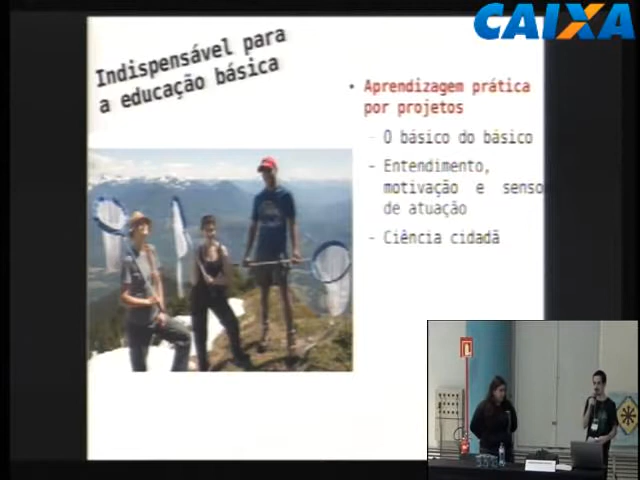 CAIXA
Indispensável para
a educação básica
• Aprendizagem prática
por projetos
- O básico do básico
- Entendimento,
motivação e senso
de atuação
- Ciência cidadã